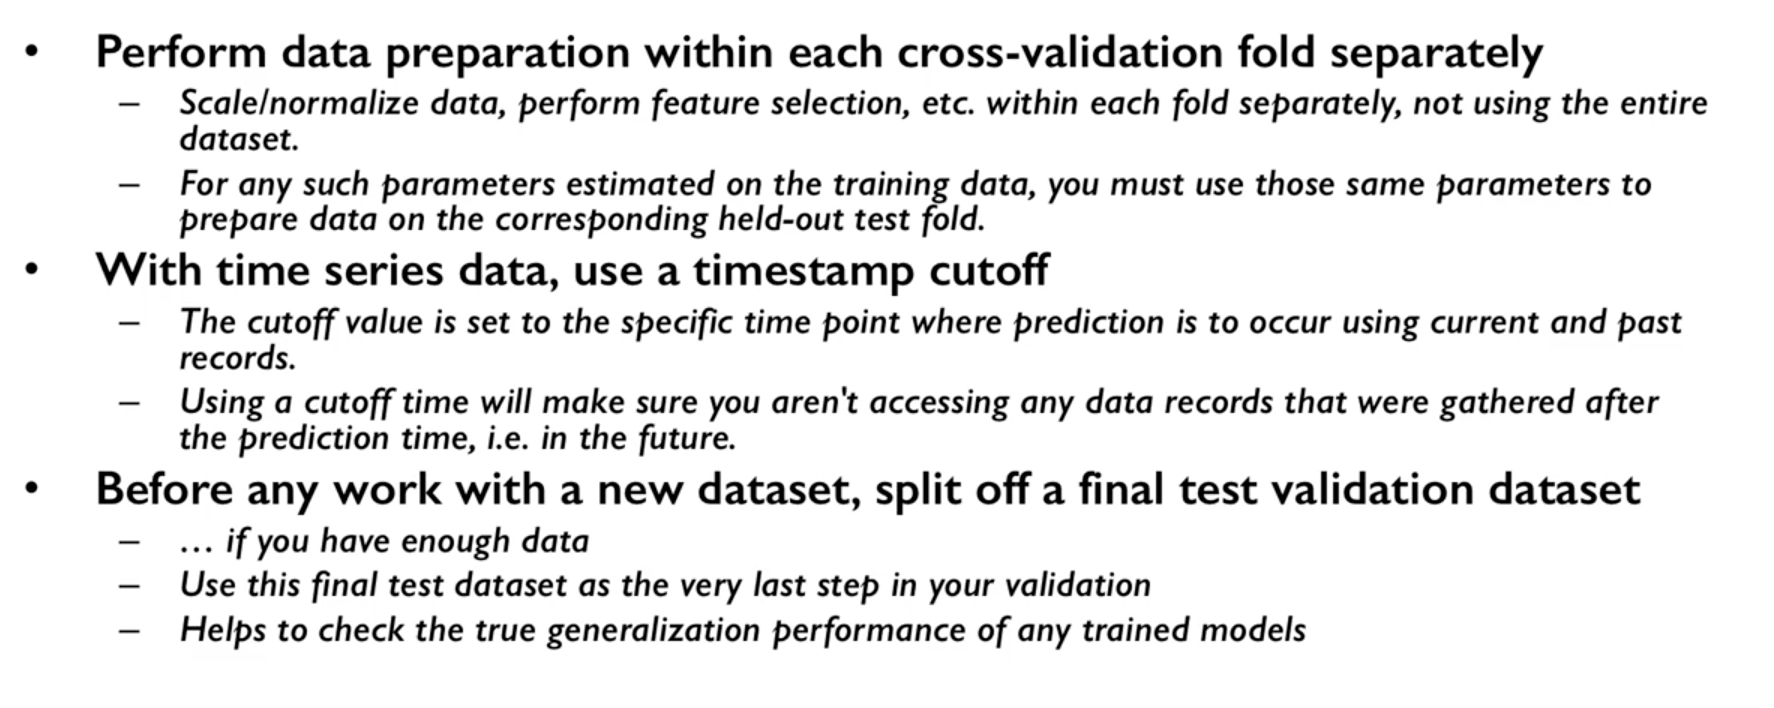 • Perform data preparation within each cross-validation fold separately
– Scale/normalize data, perform feature selection, etc. within each fold separately, not using the entire
dataset.
– For any such parameters estimated on the training data, you must use those same parameters to
prepare data on the corresponding held-out test fold.
• With time series data, use a timestamp cutoff
– The cutoff value is set to the specific time point where prediction is to occur using current and past
records.
– Using a cutoff time will make sure you aren't accessing any data records that were gathered after
the prediction time, i.e. in the future.
• Before any work with a new dataset, split off a final test validation dataset
– … if you have enough data
– Use this final test dataset as the very last step in your validation
– Helps to check the true generalization performance of any trained models